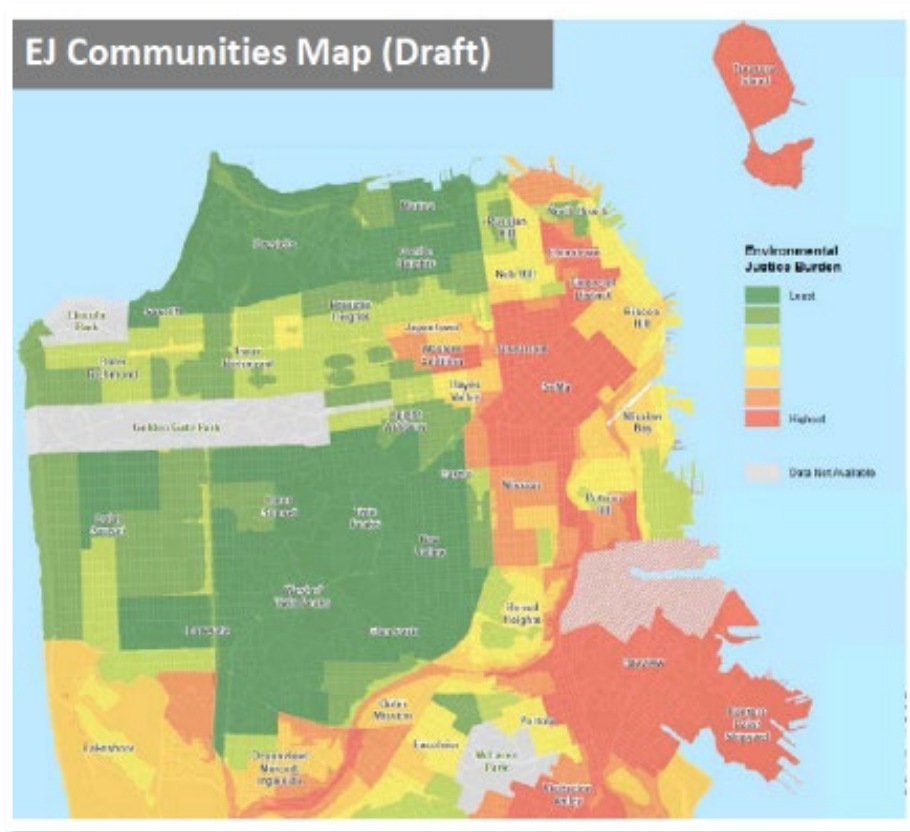 EJ Communities Map (Draft)
Treasure
Island
Marina
Russian
Hill
North Beach
Presidio
Pacific
Heights
Nob Hill
Chinatown
Financial
District
Environmental
Justice Burden
Least
Highest
Data Not Available
Lincoln
Park
Seacliff
Presidio
Heights
Rincon
Hill
Japantown
Outer
Richmond
Inner
Richmond
Western
Addition
Tenderloin
SoMa
Hayes
Valley
Golden Gate Park
Haight
Ashbury
Mission
Bay
Castro
Mission
Potrero
Hill
Outer
Sunset
Inner
Sunset
Twin
Peaks
Noe
Valley
West of
Twin Peaks
Bernal
Heights
Parkside
Glen Park
Bayview
Outer
Mission
Portola
Hunters
Point
Shipyard
Lakeshore
Excelsior
McLaren
Park
Oceanview
Merced
Ingleside
Visitacion
Valley